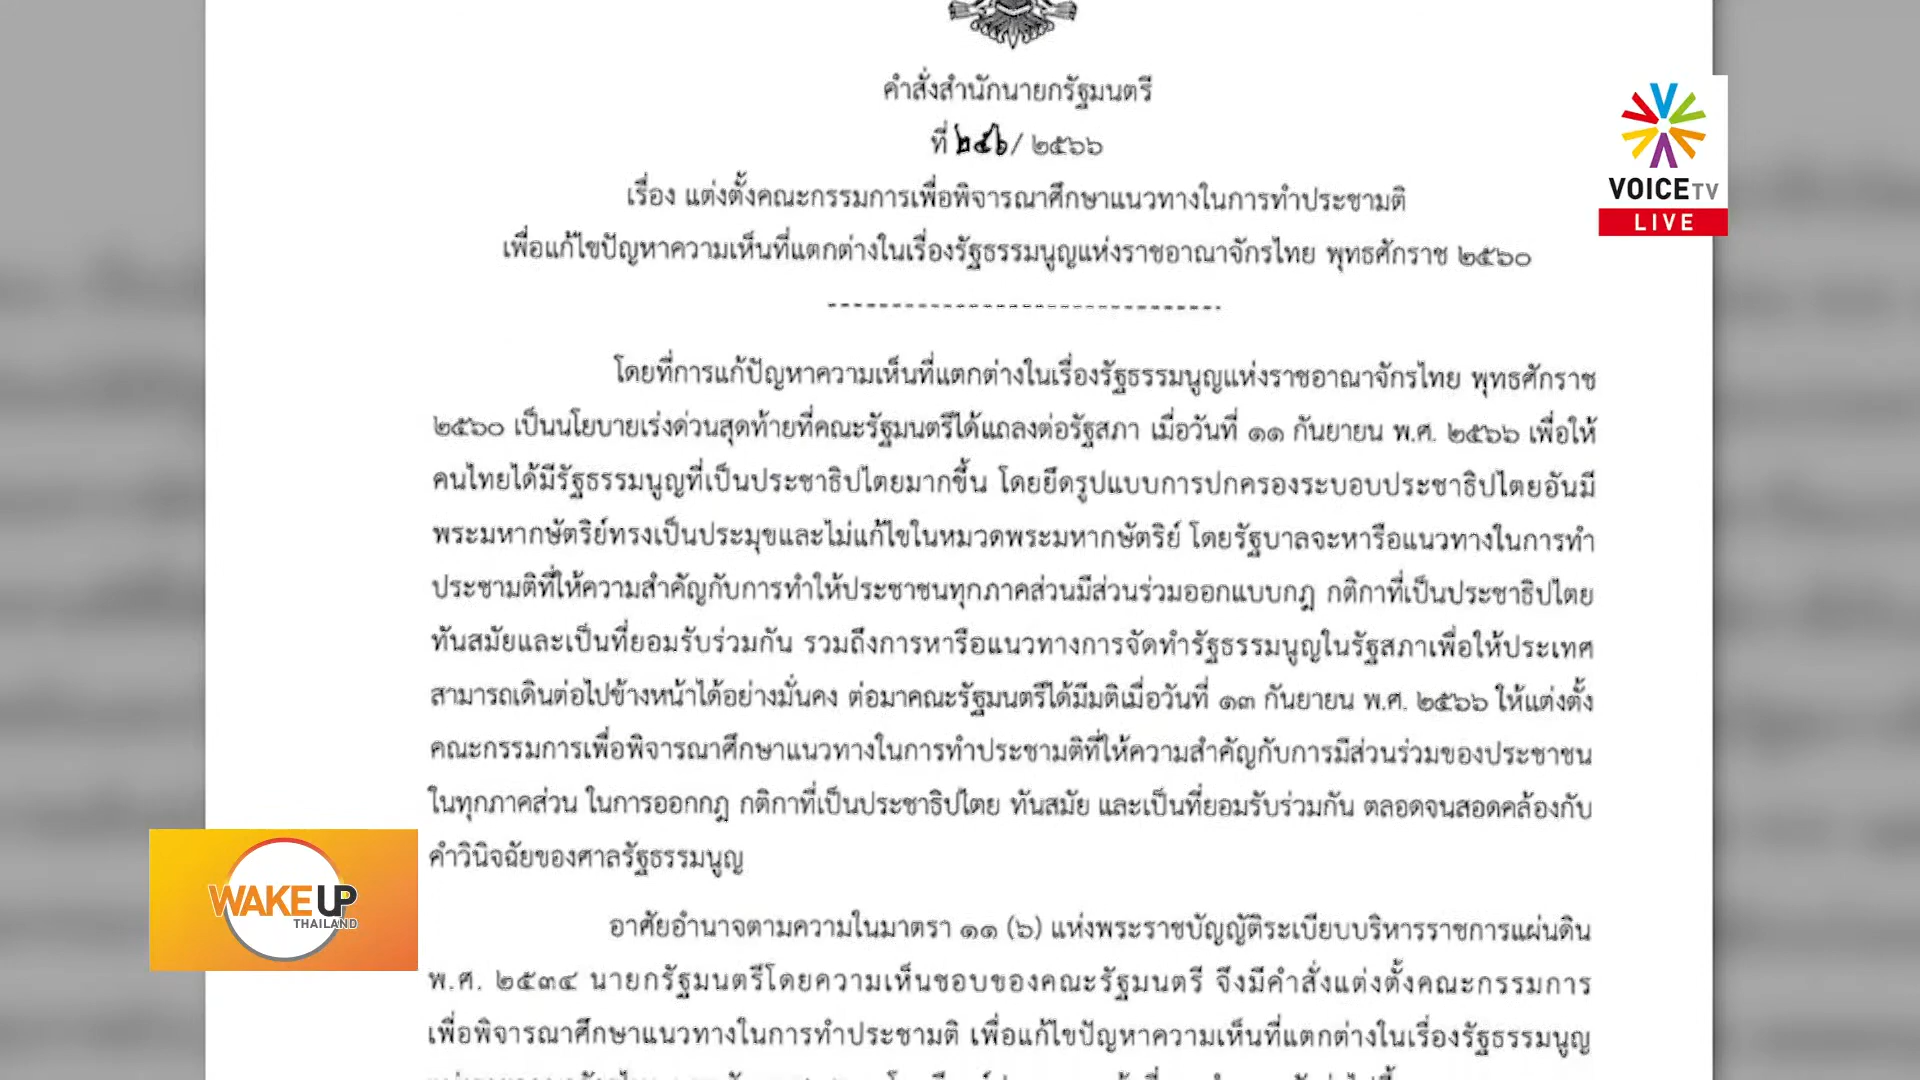 คำสั่งสำนักนายกรัฐมนตรี
ที่ ๒๕๖/ ๒๕๖๖
เรื่อง แต่งตั้งคณะกรรมการเพื่อพิจารณาศึกษาแนวทางในการทำประชามติ
เพื่อแก้ไขปัญหาความเห็นที่แตกต่างในเรื่องรัฐธรรมนูญแห่งราชอาณาจักรไทย พุทธศักราช ๒๕๖๐
VOICE TV
LIVE
โดยที่การแก้ปัญหาความเห็นที่แตกต่างในเรื่องรัฐธรรมนูญแห่งราชอาณาจักรไทย พุทธศักราช
๒๕๖๐ เป็นนโยบายเร่งด่วนสุดท้ายที่คณะรัฐมนตรีได้แถลงต่อรัฐสภา เมื่อวันที่ ๑๑ กันยายน พ.ศ. ๒๕๖๖ เพื่อให้
คนไทยได้มีรัฐธรรมนูญที่เป็นประชาธิปไตยมากขึ้น โดยยึดรูปแบบการปกครองระบอบประชาธิปไตยอันมี
พระมหากษัตริย์ทรงเป็นประมุขและไม่แก้ไขในหมวดพระมหากษัตริย์ โดยรัฐบาลจะหารือแนวทางในการทำ
ประชามติที่ให้ความสำคัญกับการทำให้ประชาชนทุกภาคส่วนมีส่วนร่วมออกแบบกฎ กติกาที่เป็นประชาธิปไตย
ทันสมัยและเป็นที่ยอมรับร่วมกัน รวมถึงการหารือแนวทางการจัดทำรัฐธรรมนูญในรัฐสภาเพื่อให้ประเทศ
สามารถเดินต่อไปข้างหน้าได้อย่างมั่นคง ต่อมาคณะรัฐมนตรีได้มีมติเมื่อวันที่ ๑๓ กันยายน พ.ศ. ๒๕๖๖ ให้แต่งตั้ง
คณะกรรมการเพื่อพิจารณาศึกษาแนวทางในการทำประชามติที่ให้ความสำคัญกับการมีส่วนร่วมของประชาชน
ในทุกภาคส่วน ในการออกกฎ กติกาที่เป็นประชาธิปไตย ทันสมัย และเป็นที่ยอมรับร่วมกัน ตลอดจนสอดคล้องกับ
คำวินิจฉัยของศาลรัฐธรรมนูญ
WAKE UP
THAILAND
อาศัยอำนาจตามความในมาตรา ๑๑ (๖) แห่งพระราชบัญญัติระเบียบบริหารราชการแผ่นดิน
พ.ศ. ๒๕๓๔ นายกรัฐมนตรีโดยความเห็นชอบของคณะรัฐมนตรี จึงมีคำสั่งแต่งตั้งคณะกรรมการ
เพื่อพิจารณาศึกษาแนวทางในการทำประชามติ เพื่อแก้ไขปัญหาความเห็นที่แตกต่างในเรื่องรัฐธรรมนูญ